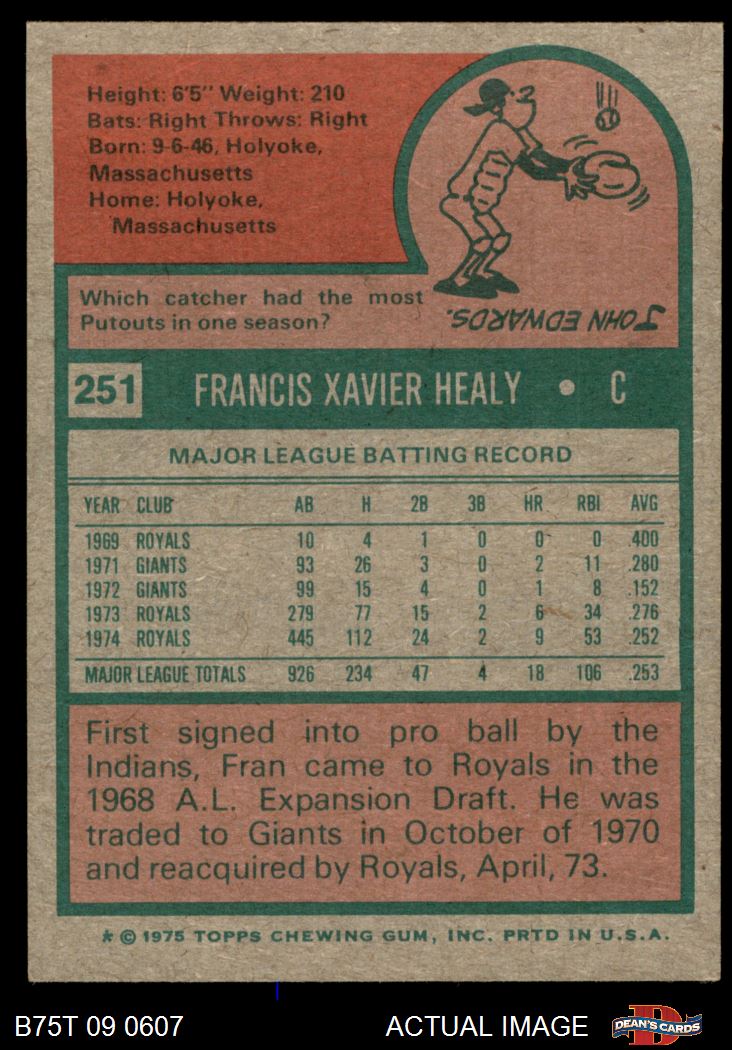 Height: 6'5" Weight: 210
Bats: Right Throws: Right
Born: 9-6-46, Holyoke,
Massachusetts
Home: Holyoke,
Massachusetts
Which catcher had the most
Putouts in one season?
JOHN EDWARDS.
251 FRANCIS XAVIER HEALY • C
MAJOR LEAGUE BATTING RECORD
YEAR CLUB AB H 2B 3B HR RBI AVG
1969 ROYALS 10 4 1 0 0 0 .400
1971 GIANTS 93 26 3 0 2 11 .280
1972 GIANTS 99 15 4 0 1 8 .152
1973 ROYALS 279 77 15 2 6 34 .276
1974 ROYALS 445 112 24 2 9 53 .252
MAJOR LEAGUE TOTALS 926 234 47 4 18 106 .253
First signed into pro ball by the
Indians, Fran came to Royals in the
1968 A.L. Expansion Draft. He was
traded to Giants in October of 1970
and reacquired by Royals, April, 73.
* © 1975 TOPPS CHEWING GUM, INC. PRTD IN U.S.A.
B75T 09 0607 ACTUAL IMAGE DEAN'S CARDS